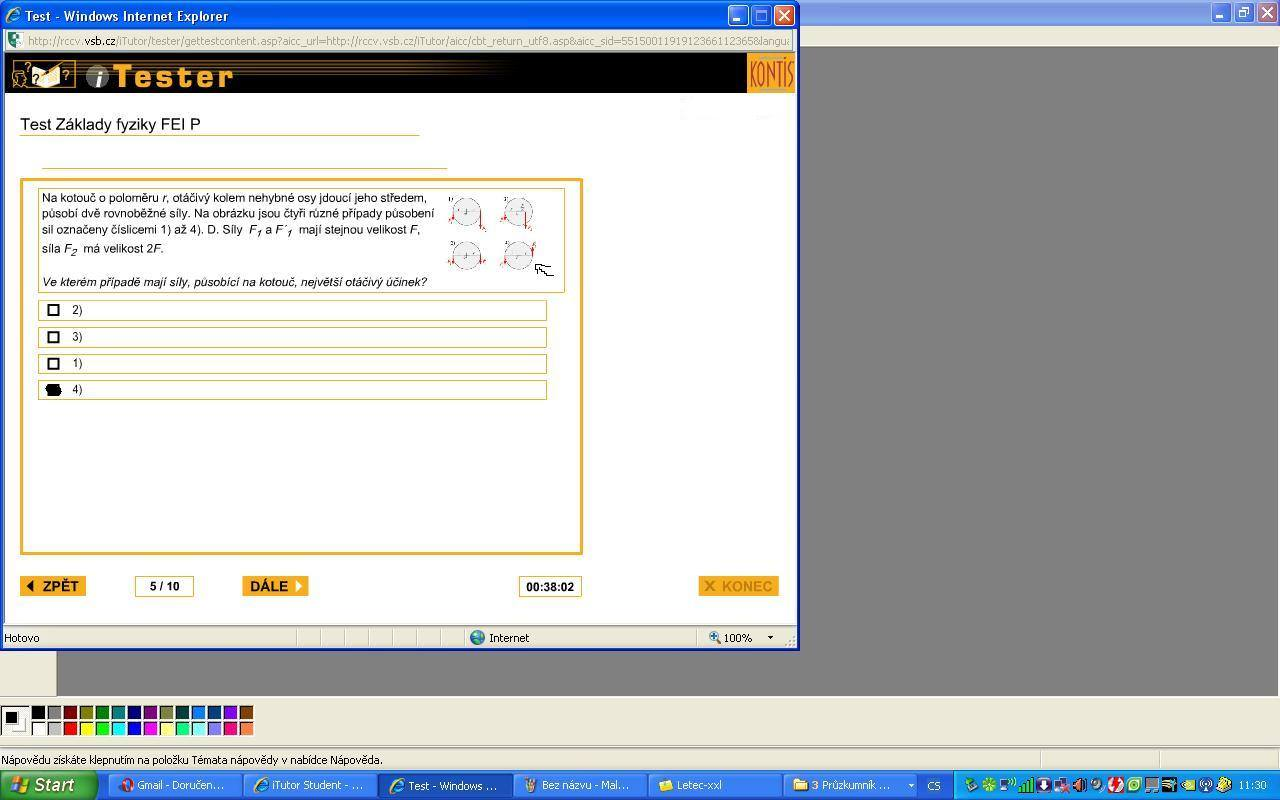 Test - Windows Internet Explorer
http://rccv.vsb.cz/iTutor/tester/gettestcontent.asp?aicc_url=http://rccv.vsb.cz/iTutor/aicc/cbt_return_utf8.asp&aicc_sid=55150011919123661 12365&langua
i Tester
KONTIS
Test Základy fyziky FEI P
Na kotouč o poloměru r, otáčivý kolem nehybné osy jdoucí jeho středem,
působí dvě rovnoběžné síly. Na obrázku jsou čtyři různé případy působení
sil označeny číslicemi 1) až 4). D. Síly F1 a F´1 mají stejnou velikost F,
síla F2 má velikost 2F.
Ve kterém případě mají síly, působící na kotouč, největší otáčivý účinek?
2)
3)
1)
4)
ZPĚT
5 / 10
DÁLE
00:38:02
X KONEC
Hotovo
Internet
100%
Nápovědu získáte klepnutím na položku Témata nápovědy v nabídce Nápověda.
Start
Gmail - Doručen...
iTutor Student - ...
Test - Windows ...
Bez názvu - Mal...
Letec-xxl
3 Průzkumník ...
CS
11:30